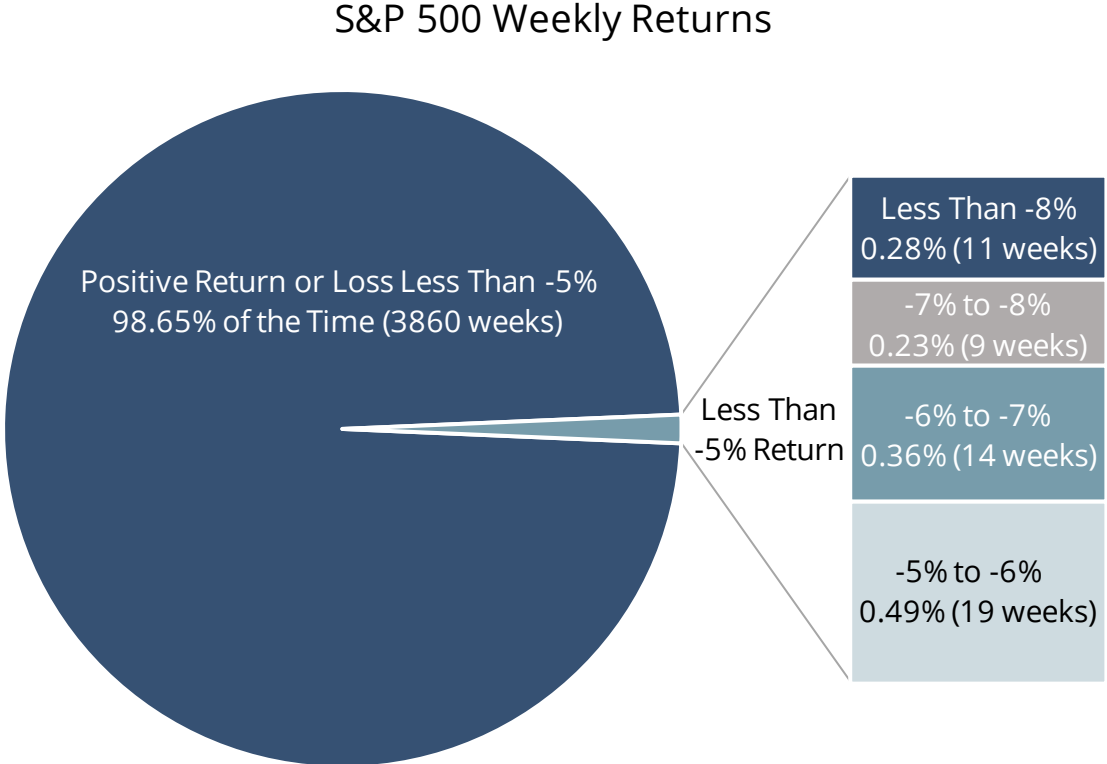 S&P 500 Weekly Returns
Positive Return or Loss Less Than -5%
98.65% of the Time (3860 weeks)
Less Than
-5% Return
Less Than -8%
0.28% (11 weeks)
-7% to -8%
0.23% (9 weeks)
-6% to -7%
0.36% (14 weeks)
-5% to -6%
0.49% (19 weeks)